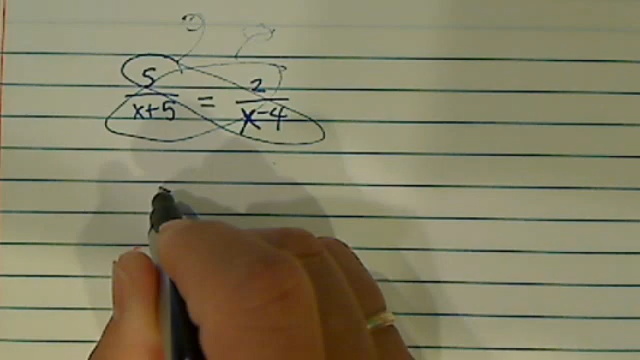 5/(x+5) = 2/(x-4)